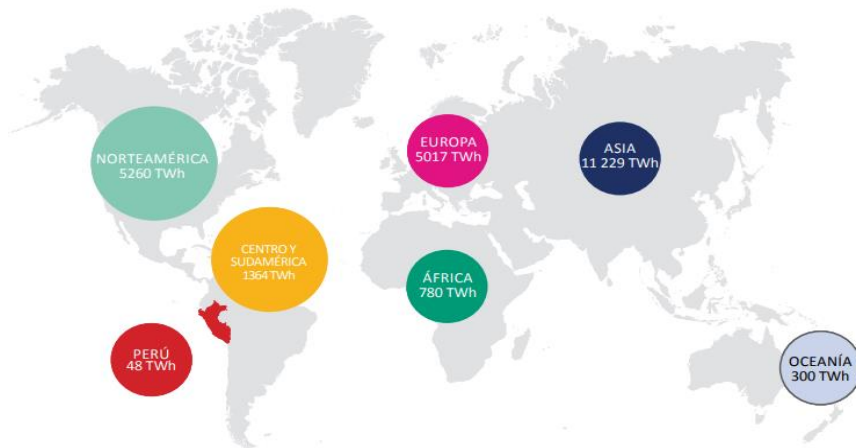 NORTEAMÉRICA
5260 TWh
EUROPA
5017 TWh
ASIA
11 229 TWh
CENTRO Y
SUDAMÉRICA
1364 TWh
ÁFRICA
780 TWh
PERÚ
48 TWh
OCEANÍA
300 TWh